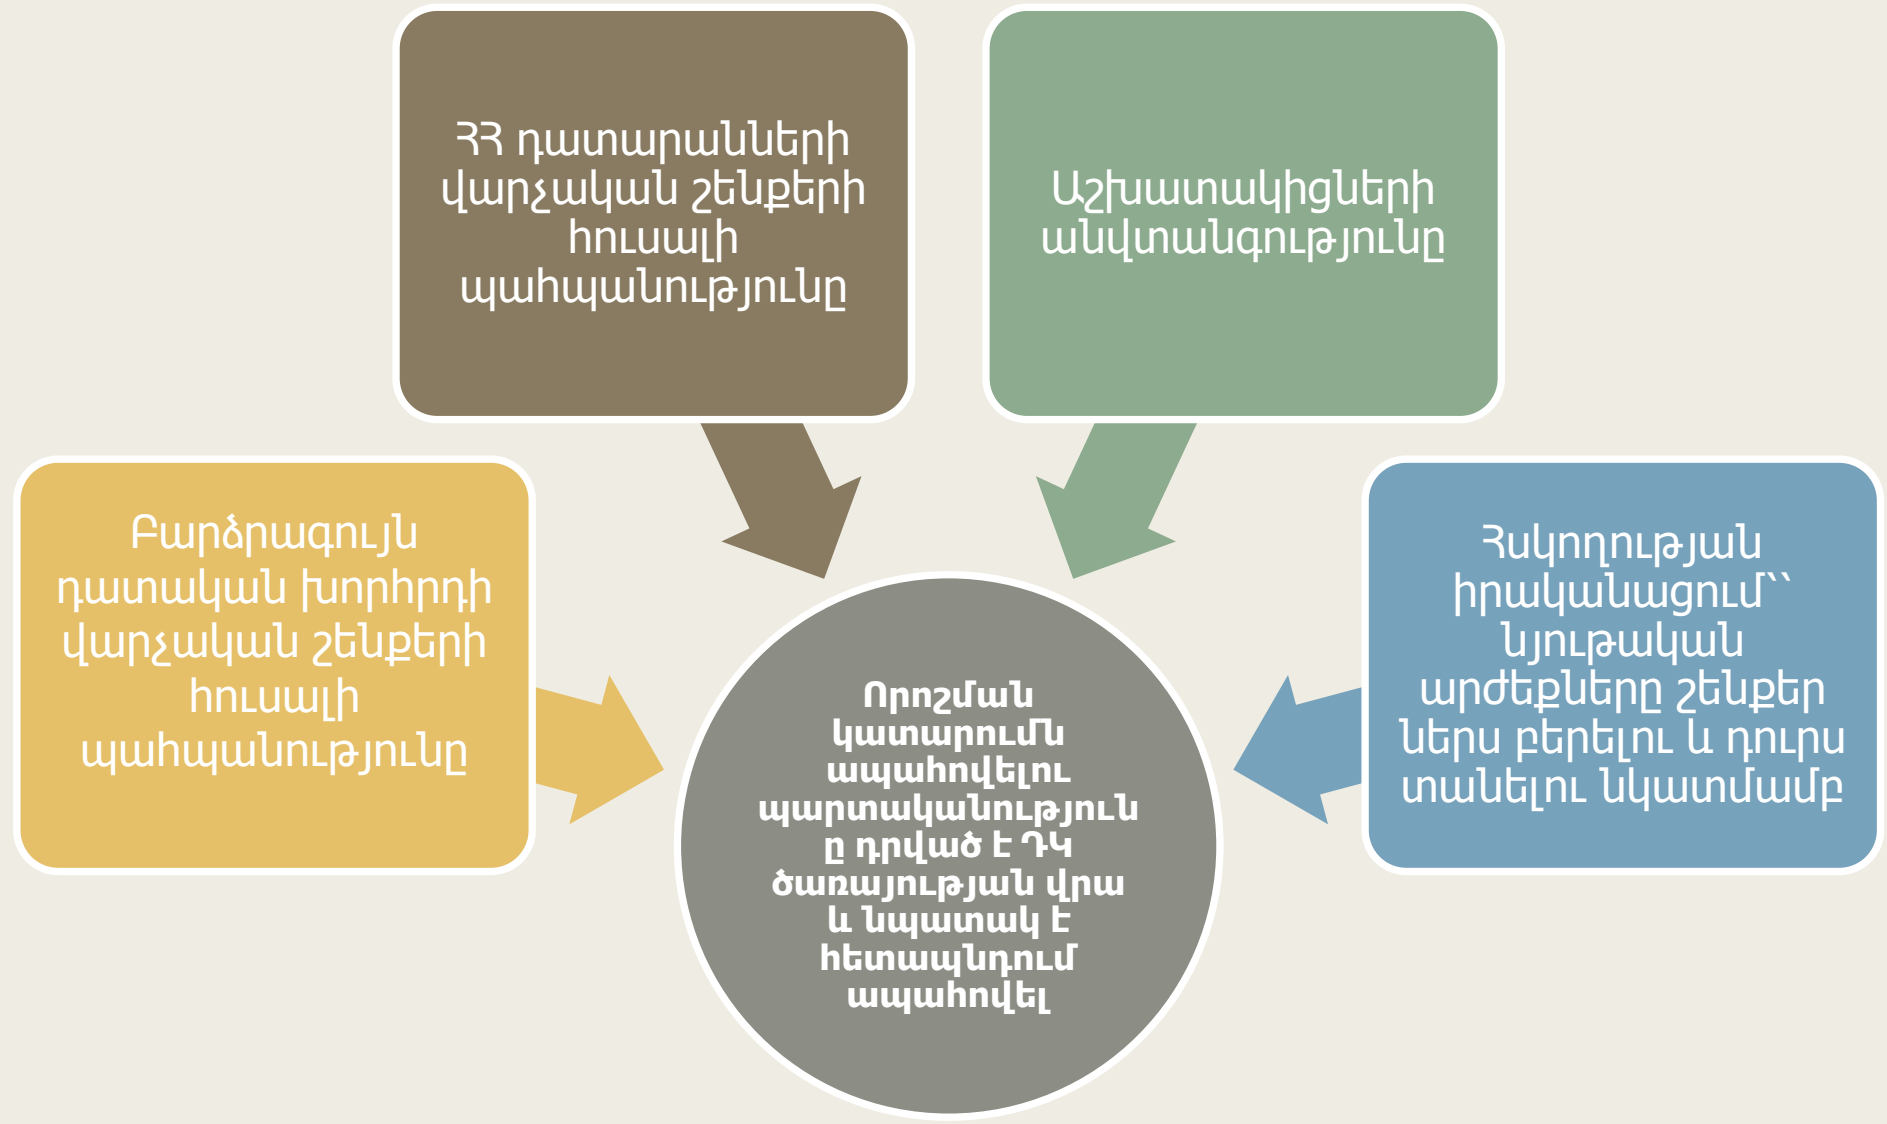 ՀՀ դատարանների
վարչական շենքերի
հուսալի
պահպանությունը
Աշխատակիցների
անվտանգությունը
Բարձրագույն
դատական խորհրդի
վարչական շենքերի
հուսալի
պահպանությունը
Հսկողության
իրականացում՝՝
նյութական
արժեքները շենքեր
ներս բերելու և դուրս
տանելու նկատմամբ
Որոշման
կատարումն
ապահովելու
պարտականություն
ը դրված է ԴԿ
ծառայության վրա
և նպատակ է
հետապնդում
ապահովել